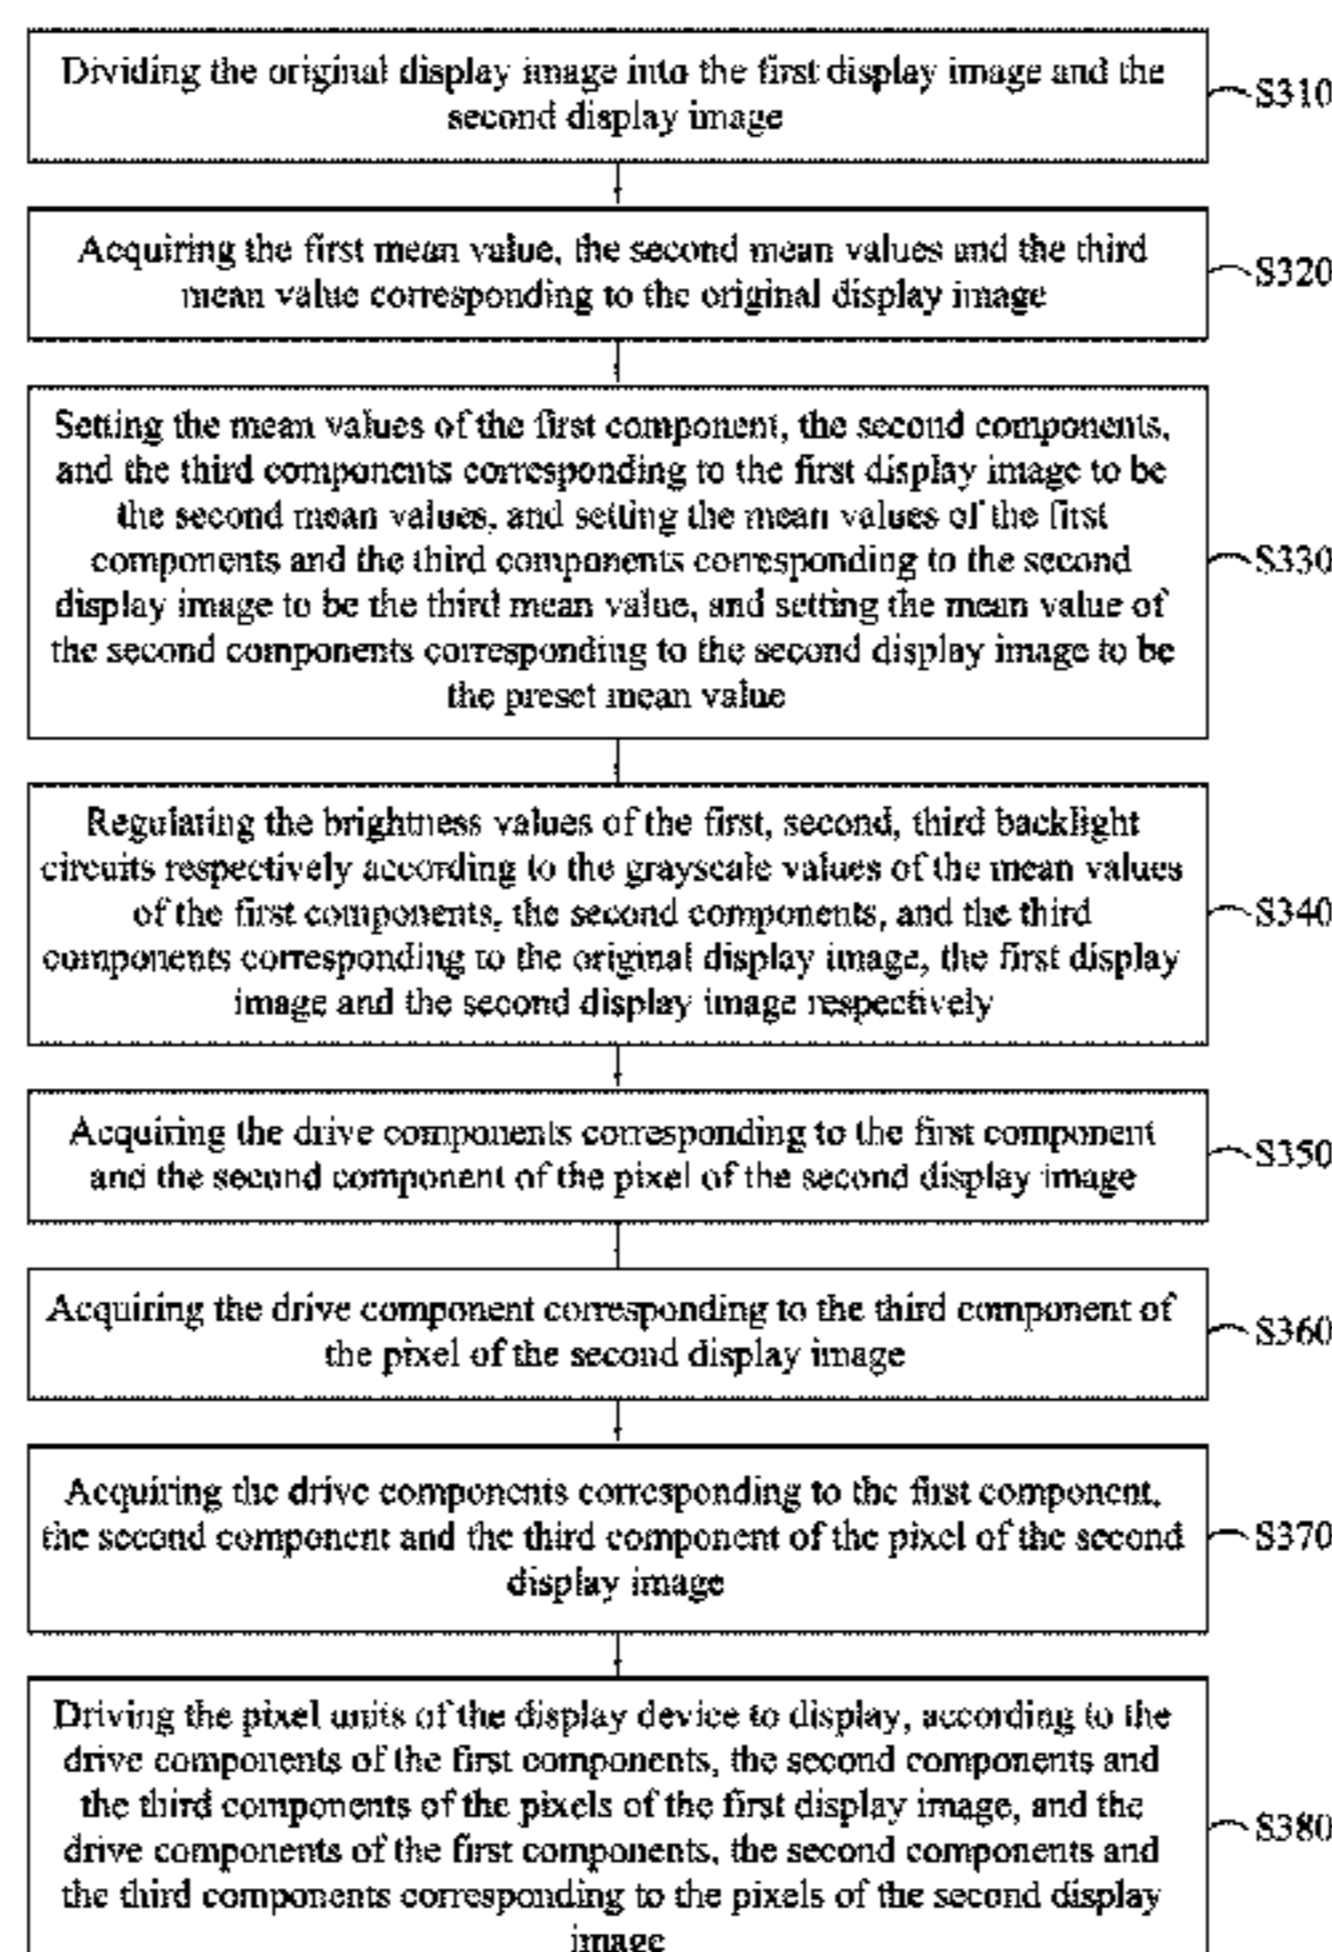 Dividing the original display image into the first display image and the
second display image
S310
Acquiring the first mean value, the second mean values and the third
mean value corresponding to the original display image
S320
Setting the mean values of the first component, the second components,
and the third components corresponding to the first display image to be
the second mean values, and setting the mean values of the first
components and the third components corresponding to the second
display image to be the third mean value, and setting the mean value of
the second components corresponding to the second display image to be
the preset mean value
S330
Regulating the brightness values of the first, second, third backlight
circuits respectively according to the grayscale values of the mean values
of the first components, the second components, and the third
components corresponding to the original display image, the first display
image and the second display image respectively
S340
Acquiring the drive components corresponding to the first component
and the second component of the pixel of the second display image
S350
Acquiring the drive component corresponding to the third component of
the pixel of the second display image
S360
Acquiring the drive components corresponding to the first component,
the second component and the third component of the pixel of the second
display image
S370
Driving the pixel units of the display device to display, according to the
drive components of the first components, the second components and
the third components of the pixels of the first display image, and the
drive components of the first components, the second components and
the third components corresponding to the pixels of the second display
image
S380